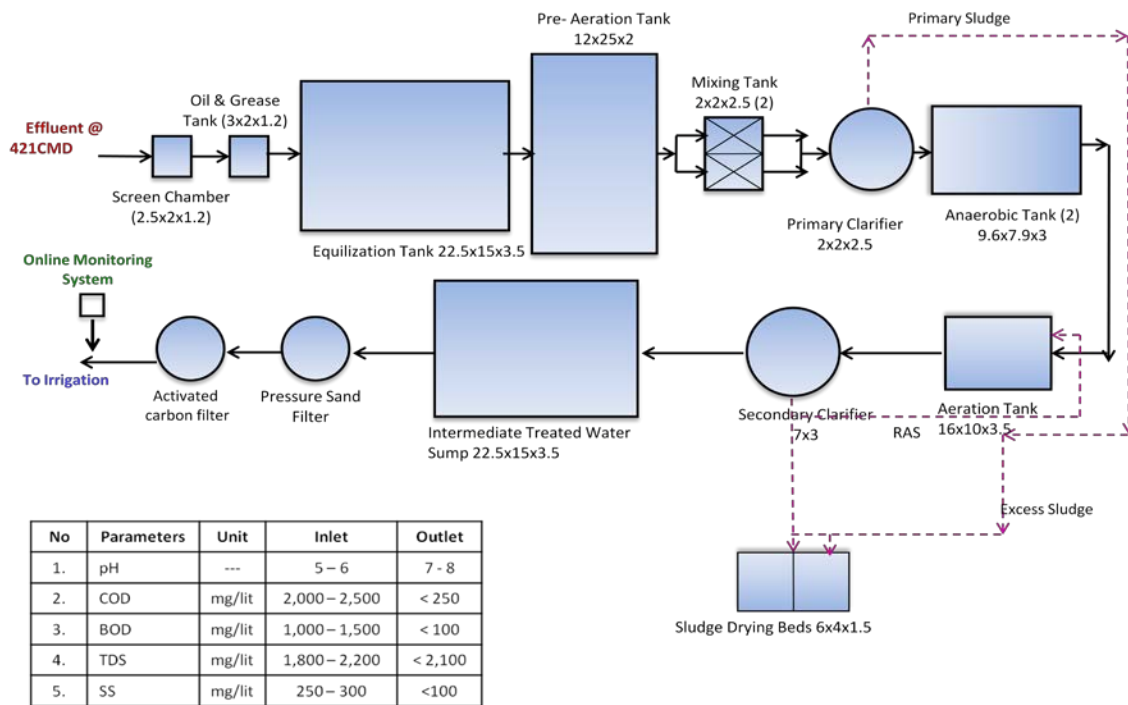 Primary Sludge
Pre- Aeration Tank
12x25x2
Mixing Tank
2x2x2.5 (2)
Oil & Grease
Tank (3x2x1.2)
Effluent @
421CMD
Screen Chamber
(2.5x2x1.2)
Equilization Tank 22.5x15x3.5
Primary Clarifier
2x2x2.5
Anaerobic Tank (2)
9.6x7.9x3
Online Monitoring
System
To Irrigation
Activated
carbon filter
Pressure Sand
Filter
Intermediate Treated Water
Sump 22.5x15x3.5
Secondary Clarifier
7x3
RAS
Aeration Tank
16x10x3.5
Excess Sludge
Sludge Drying Beds 6x4x1.5
No Parameters Unit Inlet Outlet
1. pH --- 5 – 6 7 - 8
2. COD mg/lit 2,000 – 2,500 < 250
3. BOD mg/lit 1,000 – 1,500 < 100
4. TDS mg/lit 1,800 – 2,200 < 2,100
5. SS mg/lit 250 – 300 <100